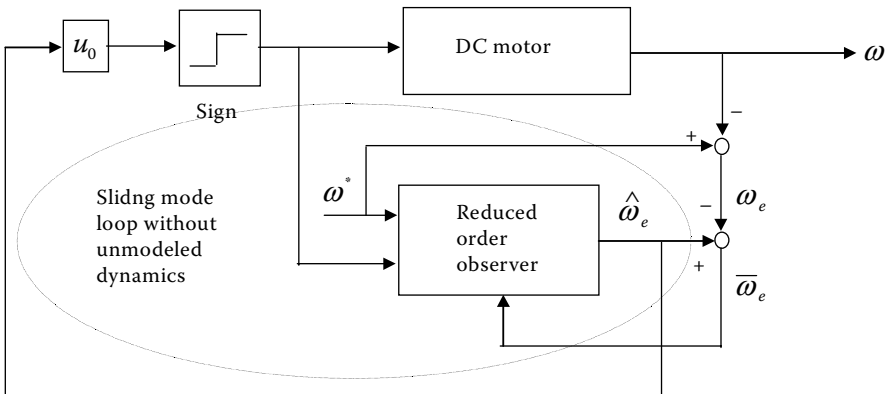 u₀
DC motor
ω
Sign
−
+
ω*
Slidng mode
loop without
unmodeled
dynamics
Reduced
order
observer
ω̂ₑ
−
ωₑ
+
ω̅ₑ